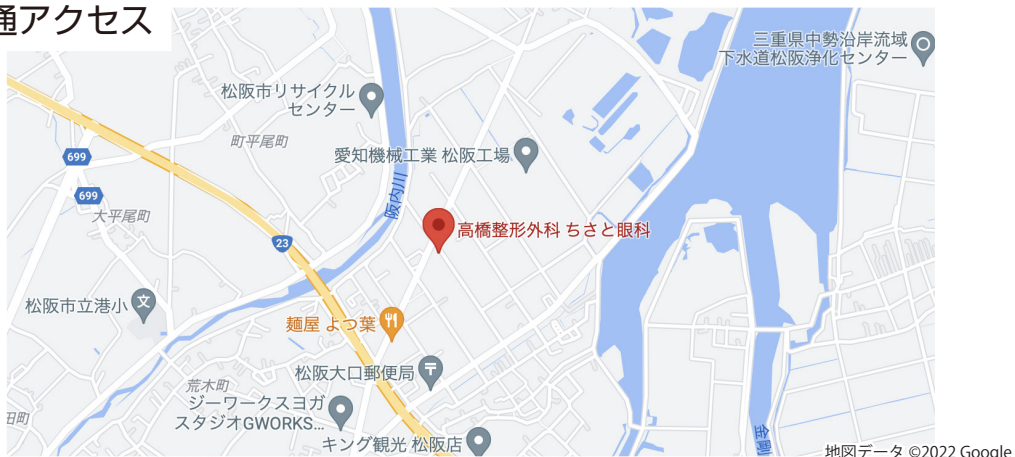 通アクセス
三重県中勢沿岸流域
下水道松阪浄化センター
松阪市リサイクル
センター
町平尾町
愛知機械工業 松阪工場
699
699
大平尾町
阪内川
高橋整形外科 ちさと眼科
23
松阪市立港小
文
麺屋 よつ葉
松阪大口郵便局
〒
荒木町
ジーワークスヨガ
スタジオGWORKS...
田町
キング観光 松阪店
金剛
地図データ ©2022 Google